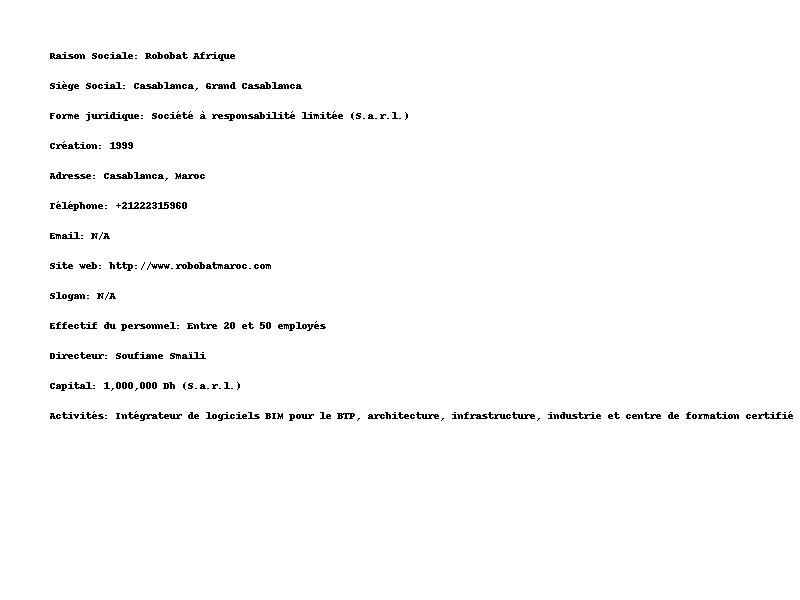 Raison Sociale: Robobat Afrique
Siège Social: Casablanca, Grand Casablanca
Forme juridique: Société à responsabilité limitée (S.a.r.l.)
Création: 1999
Adresse: Casablanca, Maroc
Téléphone: +21222315960
Email: N/A
Site web: http://www.robobatmaroc.com
Slogan: N/A
Effectif du personnel: Entre 20 et 50 employés
Directeur: Soufiane Smaïli
Capital: 1,000,000 Dh (S.a.r.l.)
Activités: Intégrateur de logiciels BIM pour le BTP, architecture, infrastructure, industrie et centre de formation certifié